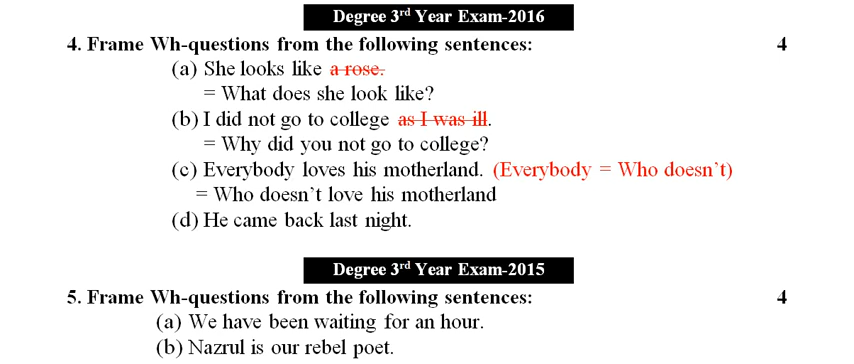 Degree 3rd Year Exam-2016
4. Frame Wh-questions from the following sentences: 4
(a) She looks like a rose.
= What does she look like?
(b) I did not go to college as I was ill.
= Why did you not go to college?
(c) Everybody loves his motherland. (Everybody = Who doesn't)
= Who doesn't love his motherland
(d) He came back last night.
Degree 3rd Year Exam-2015
5. Frame Wh-questions from the following sentences: 4
(a) We have been waiting for an hour.
(b) Nazrul is our rebel poet.